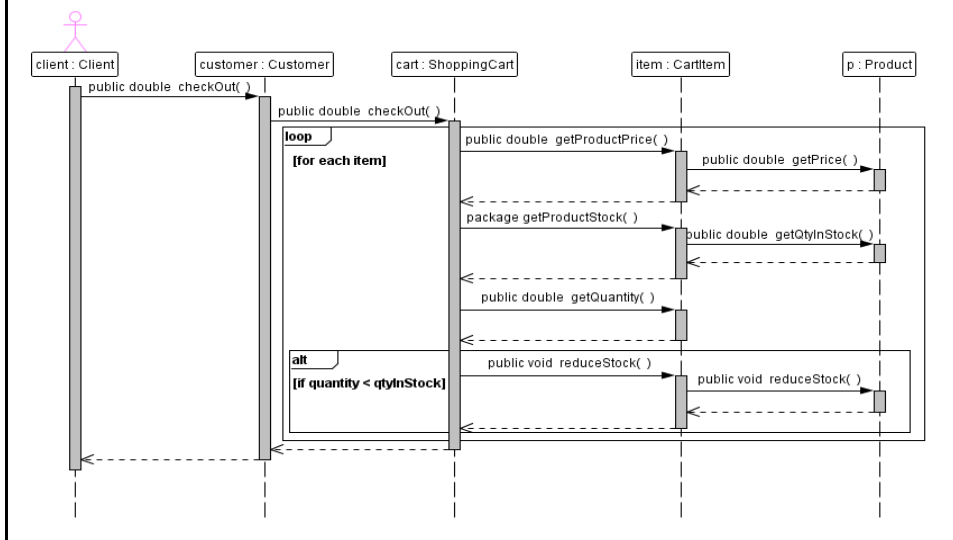 client : Client
customer : Customer
cart : ShoppingCart
item : CartItem
p : Product
public double checkOut( )
public double checkOut( )
loop
[for each item]
public double getProductPrice( )
public double getPrice( )
package getProductStock( )
public double getQtyInStock( )
public double getQuantity( )
alt
[if quantity < qtyInStock]
public void reduceStock( )
public void reduceStock( )